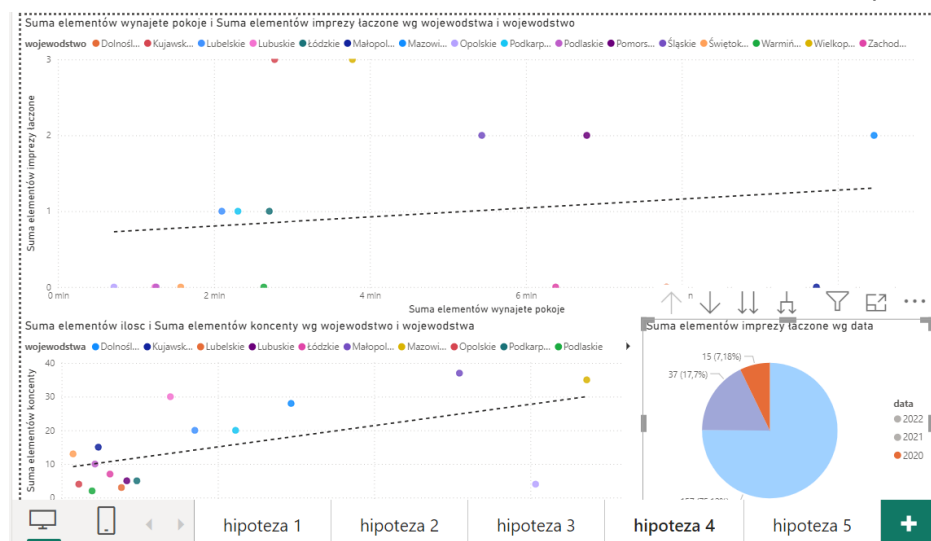 Suma elementów wynajete pokoje i Suma elementów imprezy łaczone wg wojewodstwa i wojewodstwo
wojewodstwo Dolnośl... Kujawsk... Lubelskie Lubuskie Łódzkie Małopol... Mazowi... Opolskie Podkarp... Podlaskie Pomors... Śląskie Świętok... Warmiń... Wielkop... Zachod...
3
2
1
0
Suma elementów imprezy łaczone
0 min 2 min 4 min 6 min
Suma elementów wynajete pokoje
Suma elementów ilosc i Suma elementów koncenty wg wojewodstwo i wojewodstwa
wojewodstwa Dolnośl... Kujawsk... Lubelskie Lubuskie Łódzkie Małopol... Mazowi... Opolskie Podkarp... Podlaskie
40
30
20
10
0
Suma elementów koncenty
Suma elementów imprezy łaczone wg data
15 (7,18%)
37 (17,7%)
data
2022
2021
2020
hipoteza 1 hipoteza 2 hipoteza 3 hipoteza 4 hipoteza 5